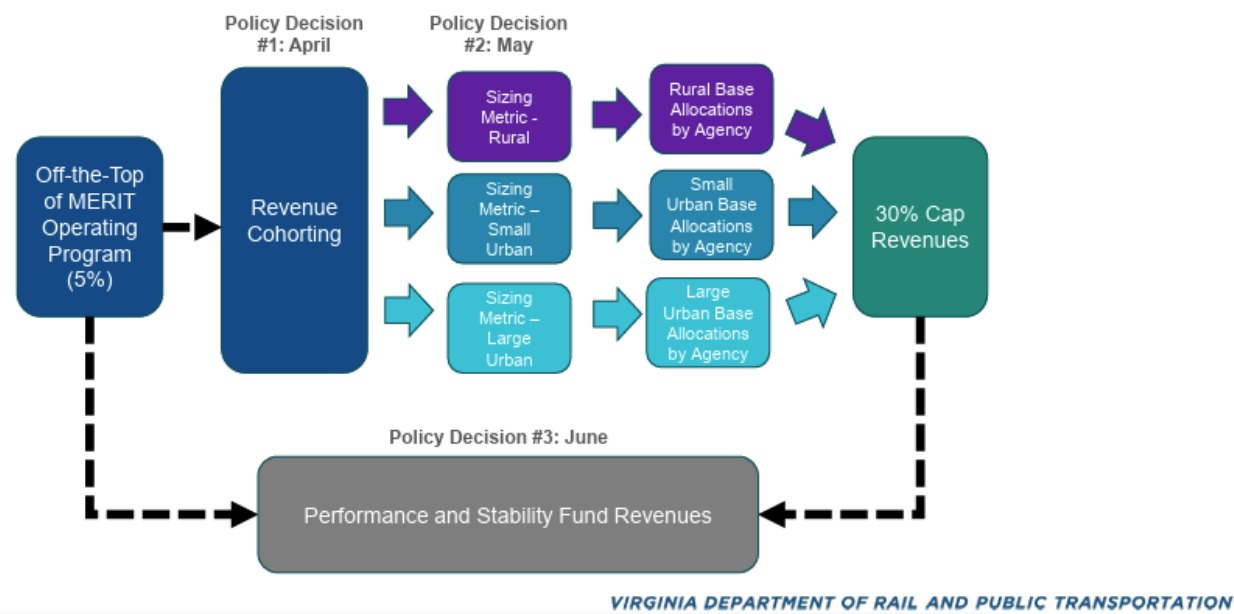 Policy Decision
#1: April
Policy Decision
#2: May
Off-the-Top
of MERIT
Operating
Program
(5%)
Revenue
Cohorting
Sizing
Metric -
Rural
Rural Base
Allocations
by Agency
Sizing
Metric –
Small
Urban
Small
Urban Base
Allocations
by Agency
Sizing
Metric –
Large
Urban
Large
Urban Base
Allocations
by Agency
30% Cap
Revenues
Policy Decision #3: June
Performance and Stability Fund Revenues
VIRGINIA DEPARTMENT OF RAIL AND PUBLIC TRANSPORTATION